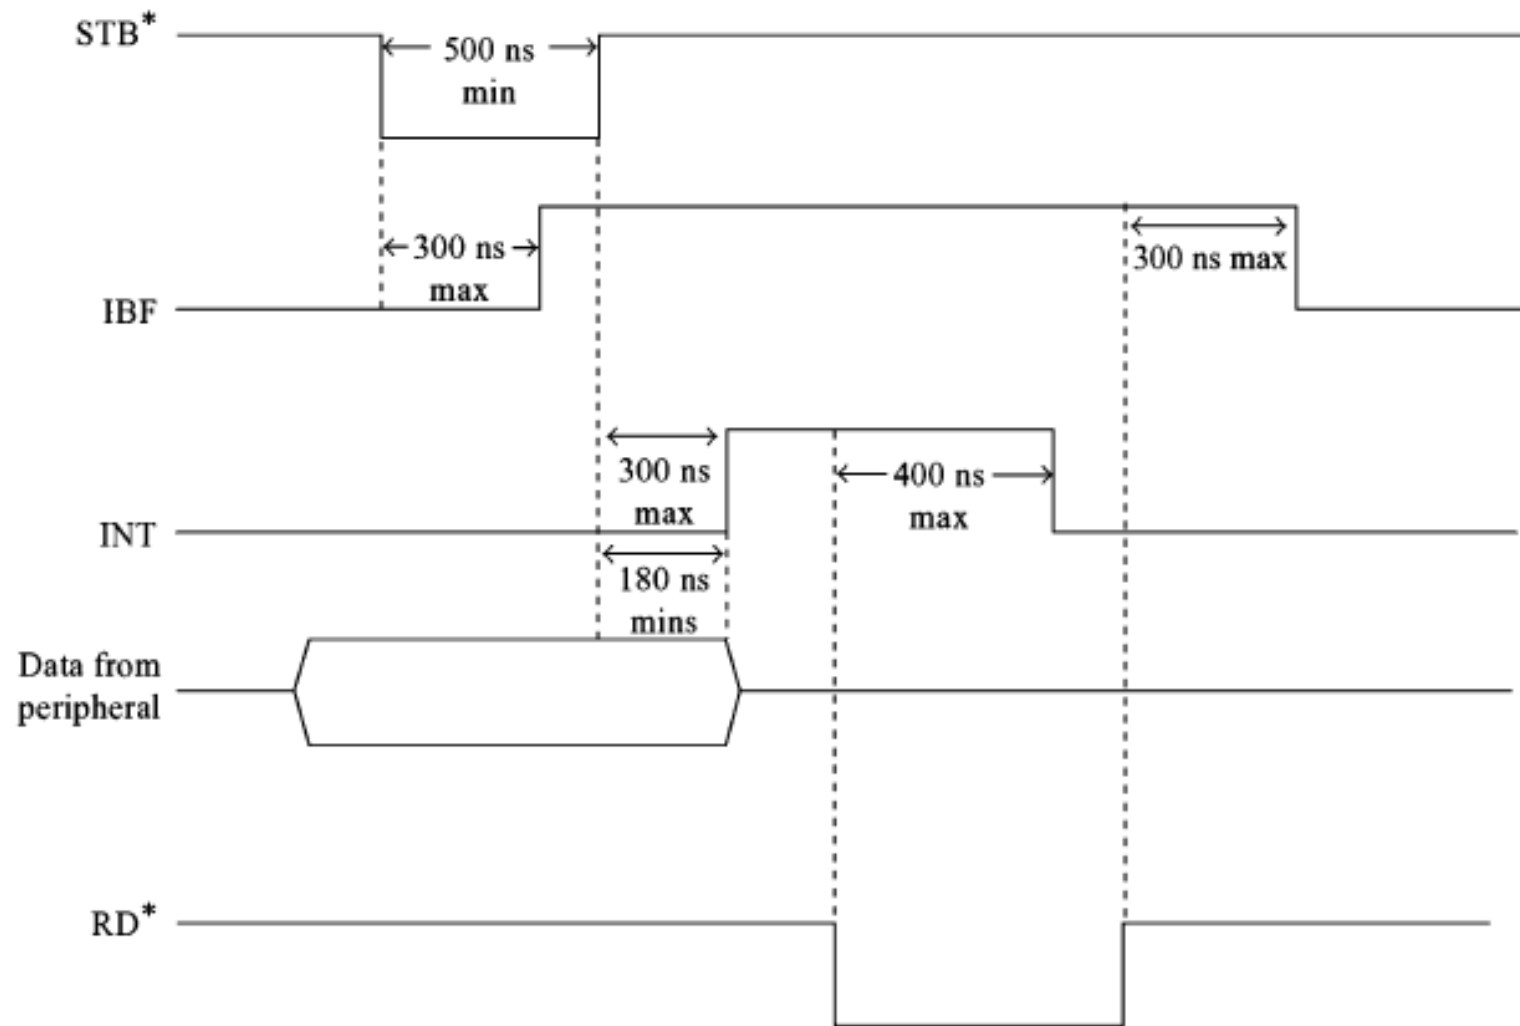 STB*
500 ns
min
300 ns
max
300 ns max
IBF
300 ns
max
400 ns
max
INT
180 ns
mins
Data from
peripheral
RD*